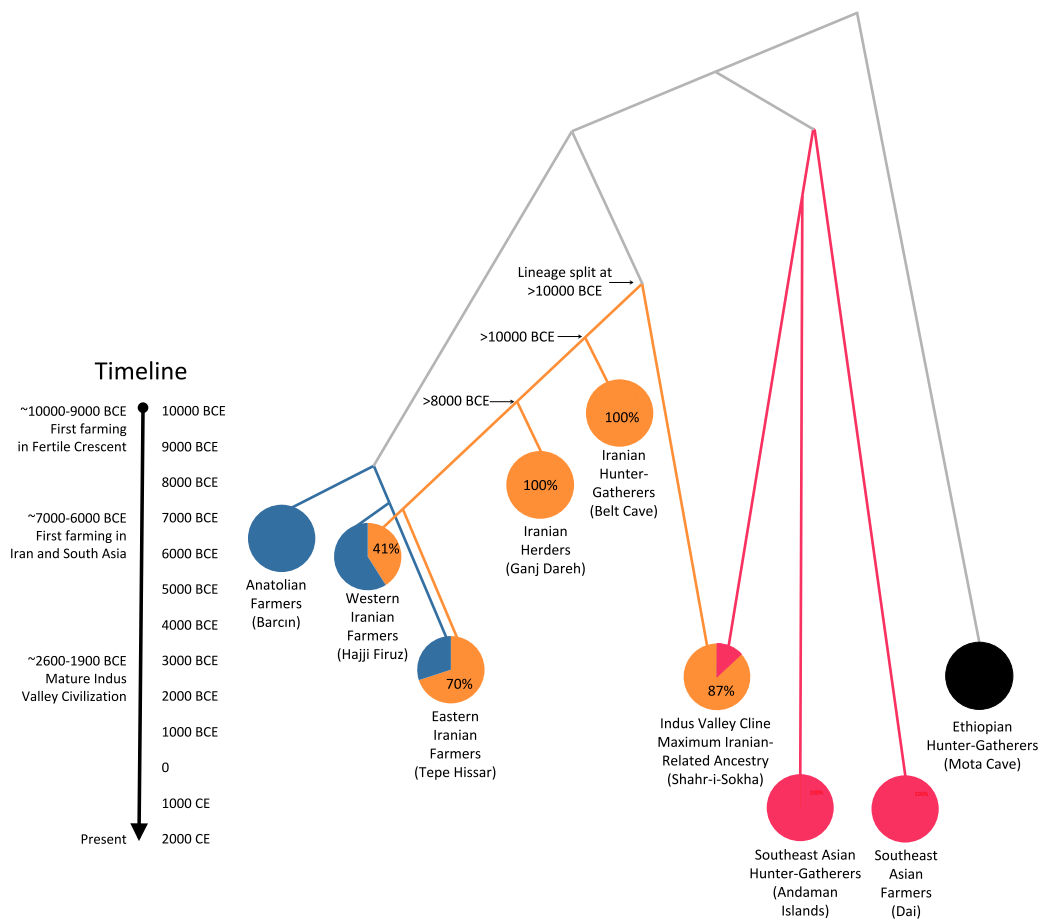 Lineage split at
>10000 BCE
>10000 BCE
>8000 BCE
Timeline
~10000-9000 BCE
First farming
in Fertile Crescent
~7000-6000 BCE
First farming in
Iran and South Asia
~2600-1900 BCE
Mature Indus
Valley Civilization
Present
10000 BCE
9000 BCE
8000 BCE
7000 BCE
6000 BCE
5000 BCE
4000 BCE
3000 BCE
2000 BCE
1000 BCE
0
1000 CE
2000 CE
Anatolian
Farmers
(Barcın)
41%
Western
Iranian
Farmers
(Hajji Firuz)
70%
Eastern
Iranian
Farmers
(Tepe Hissar)
100%
Iranian
Herders
(Ganj Dareh)
100%
Iranian
Hunter-
Gatherers
(Belt Cave)
87%
Indus Valley Cline
Maximum Iranian-
Related Ancestry
(Shahr-i-Sokha)
100%
Southeast Asian
Hunter-Gatherers
(Andaman
Islands)
100%
Southeast
Asian
Farmers
(Dai)
Ethiopian
Hunter-Gatherers
(Mota Cave)